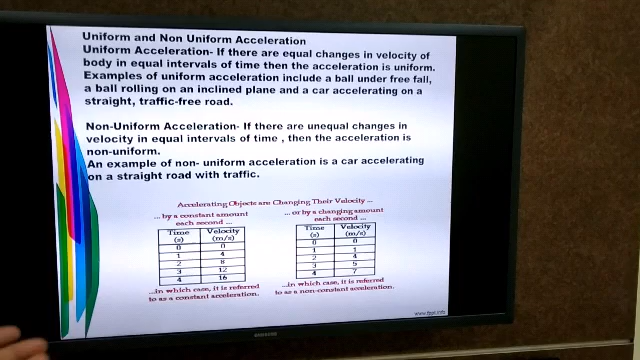 Uniform and Non Uniform Acceleration
Uniform Acceleration- If there are equal changes in velocity of
body in equal intervals of time then the acceleration is uniform.
Examples of uniform acceleration include a ball under free fall,
a ball rolling on an inclined plane and a car accelerating on a
straight, traffic-free road.
Non-Uniform Acceleration- If there are unequal changes in
velocity in equal intervals of time , then the acceleration is
non-uniform.
An example of non- uniform acceleration is a car accelerating
on a straight road with traffic.
Accelerating Objects are Changing Their Velocity ...
... by a constant amount
each second ...
Time (s) Velocity (m/s)
0 0
1 4
2 8
3 12
4 16
...in which case, it is referred
to as a constant acceleration.
... or by a changing amount
each second ...
Time (s) Velocity (m/s)
0 0
1 1
2 4
3 5
4 7
...in which case, it is referred
to as a non-constant acceleration.
SAMSUNG